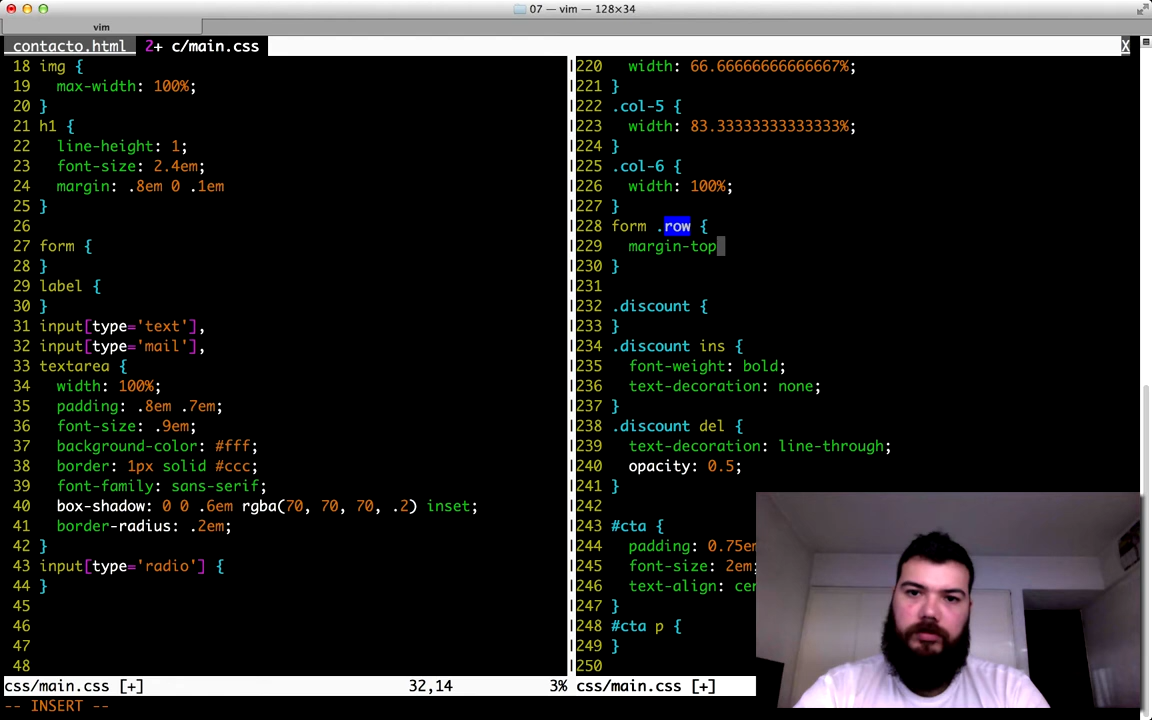 07 — vim — 128×34
vim
contacto.html 2+ c/main.css X
18 img {
19 max-width: 100%;
20 }
21 h1 {
22 line-height: 1;
23 font-size: 2.4em;
24 margin: .8em 0 .1em
25 }
26
27 form {
28 }
29 label {
30 }
31 input[type='text'],
32 input[type='mail'],
33 textarea {
34 width: 100%;
35 padding: .8em .7em;
36 font-size: .9em;
37 background-color: #fff;
38 border: 1px solid #ccc;
39 font-family: sans-serif;
40 box-shadow: 0 0 .6em rgba(70, 70, 70, .2) inset;
41 border-radius: .2em;
42 }
43 input[type='radio'] {
44 }
45
46
47
48
css/main.css [+] 32,14 3%
-- INSERT --
220 width: 66.66666666666667%;
221 }
222 .col-5 {
223 width: 83.33333333333333%;
224 }
225 .col-6 {
226 width: 100%;
227 }
228 form .row {
229 margin-top
230 }
231
232 .discount {
233 }
234 .discount ins {
235 font-weight: bold;
236 text-decoration: none;
237 }
238 .discount del {
239 text-decoration: line-through;
240 opacity: 0.5;
241 }
242
243 #cta {
244 padding: 0.75em
245 font-size: 2em;
246 text-align: cen
247 }
248 #cta p {
249 }
250
css/main.css [+]